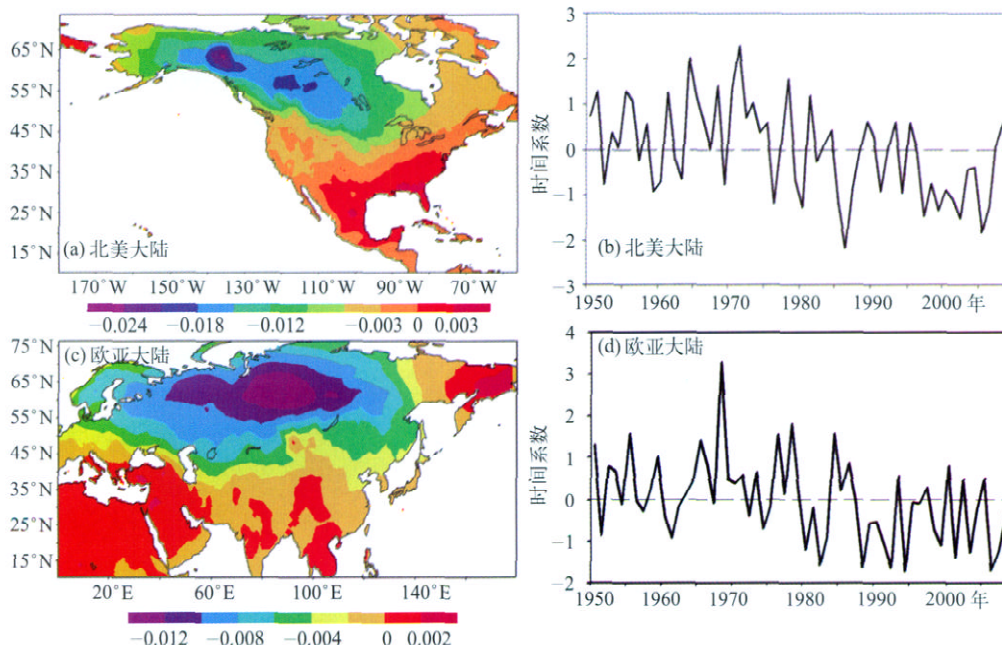 65°N
55°N
45°N
35°N
25°N
15°N
(a) 北美大陆
170°W 150°W 130°W 110°W 90°W 70°W
−0.024 −0.018 −0.012 −0.003 0 0.003
3
2
1
0
−1
−2
−3
时间系数
(b) 北美大陆
1950 1960 1970 1980 1990 2000 年
75°N
(c) 欧亚大陆
65°N
55°N
45°N
35°N
25°N
15°N
20°E 60°E 100°E 140°E
−0.012 −0.008 −0.004 0 0.002
4
3
2
1
0
−1
−2
时间系数
(d) 欧亚大陆
1950 1960 1970 1980 1990 2000 年